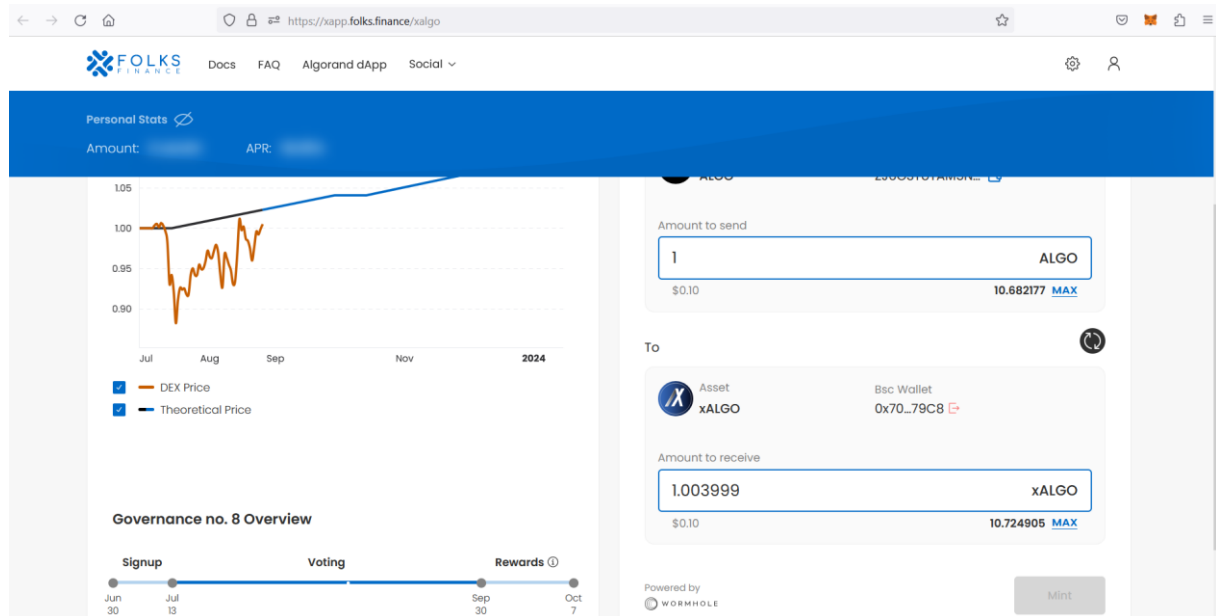 https://xapp.folks.finance/xalgo
FOLKS
FINANCE
Docs FAQ Algorand dApp Social
Personal Stats
Amount: APR:
1.05
1.00
0.95
0.90
Jul Aug Sep Nov 2024
DEX Price
Theoretical Price
Governance no. 8 Overview
Signup Voting Rewards
Jun
30
Jul
13
Sep
30
Oct
7
Amount to send
1 ALGO
$0.10 10.682177 MAX
To
Asset
xALGO
Bsc Wallet
0x70...79C8
Amount to receive
1.003999 xALGO
$0.10 10.724905 MAX
Powered by
WORMHOLE
Mint